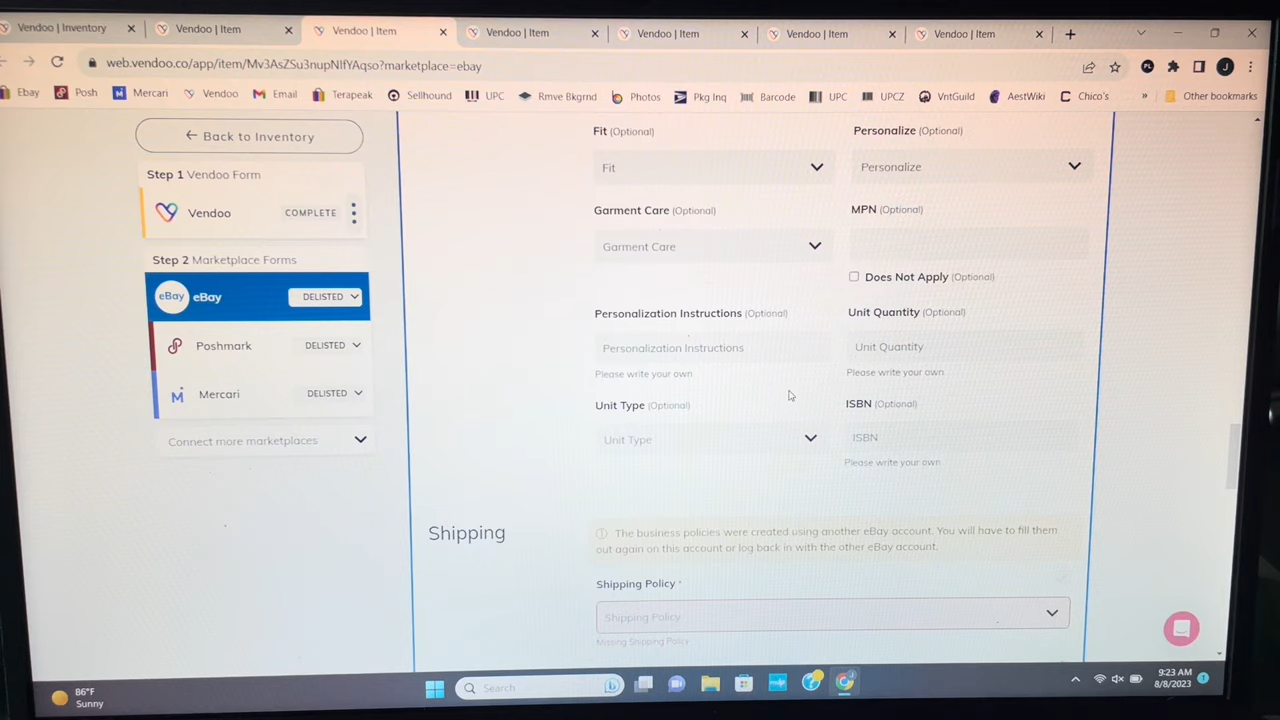 Vendoo | Inventory
Vendoo | Item
Vendoo | Item
Vendoo | Item
Vendoo | Item
Vendoo | Item
Vendoo | Item
web.vendoo.co/app/item/Mv3AsZSu3nupNlfYAqso?marketplace=ebay
PL
J
Ebay
Posh
Mercari
Vendoo
Email
Terapeak
Sellhound
UPC
Rmve Bkgrnd
Photos
Pkg Inq
Barcode
UPC
UPCZ
VntGuild
AestWiki
Chico's
»
Other bookmarks
← Back to Inventory
Step 1 Vendoo Form
Vendoo
COMPLETE
Step 2 Marketplace Forms
eBay
eBay
DELISTED
Poshmark
DELISTED
Mercari
DELISTED
Connect more marketplaces
Fit (Optional)
Personalize (Optional)
Fit
Personalize
Garment Care (Optional)
MPN (Optional)
Garment Care
Does Not Apply (Optional)
Personalization Instructions (Optional)
Unit Quantity (Optional)
Personalization Instructions
Unit Quantity
Please write your own
Please write your own
Unit Type (Optional)
ISBN (Optional)
Unit Type
ISBN
Please write your own
Shipping
The business policies were created using another eBay account. You will have to fill them
out again on this account or log back in with the other eBay account.
Shipping Policy *
Shipping Policy
Missing Shipping Policy
86°F
Sunny
Search
9:23 AM
8/8/2023
1